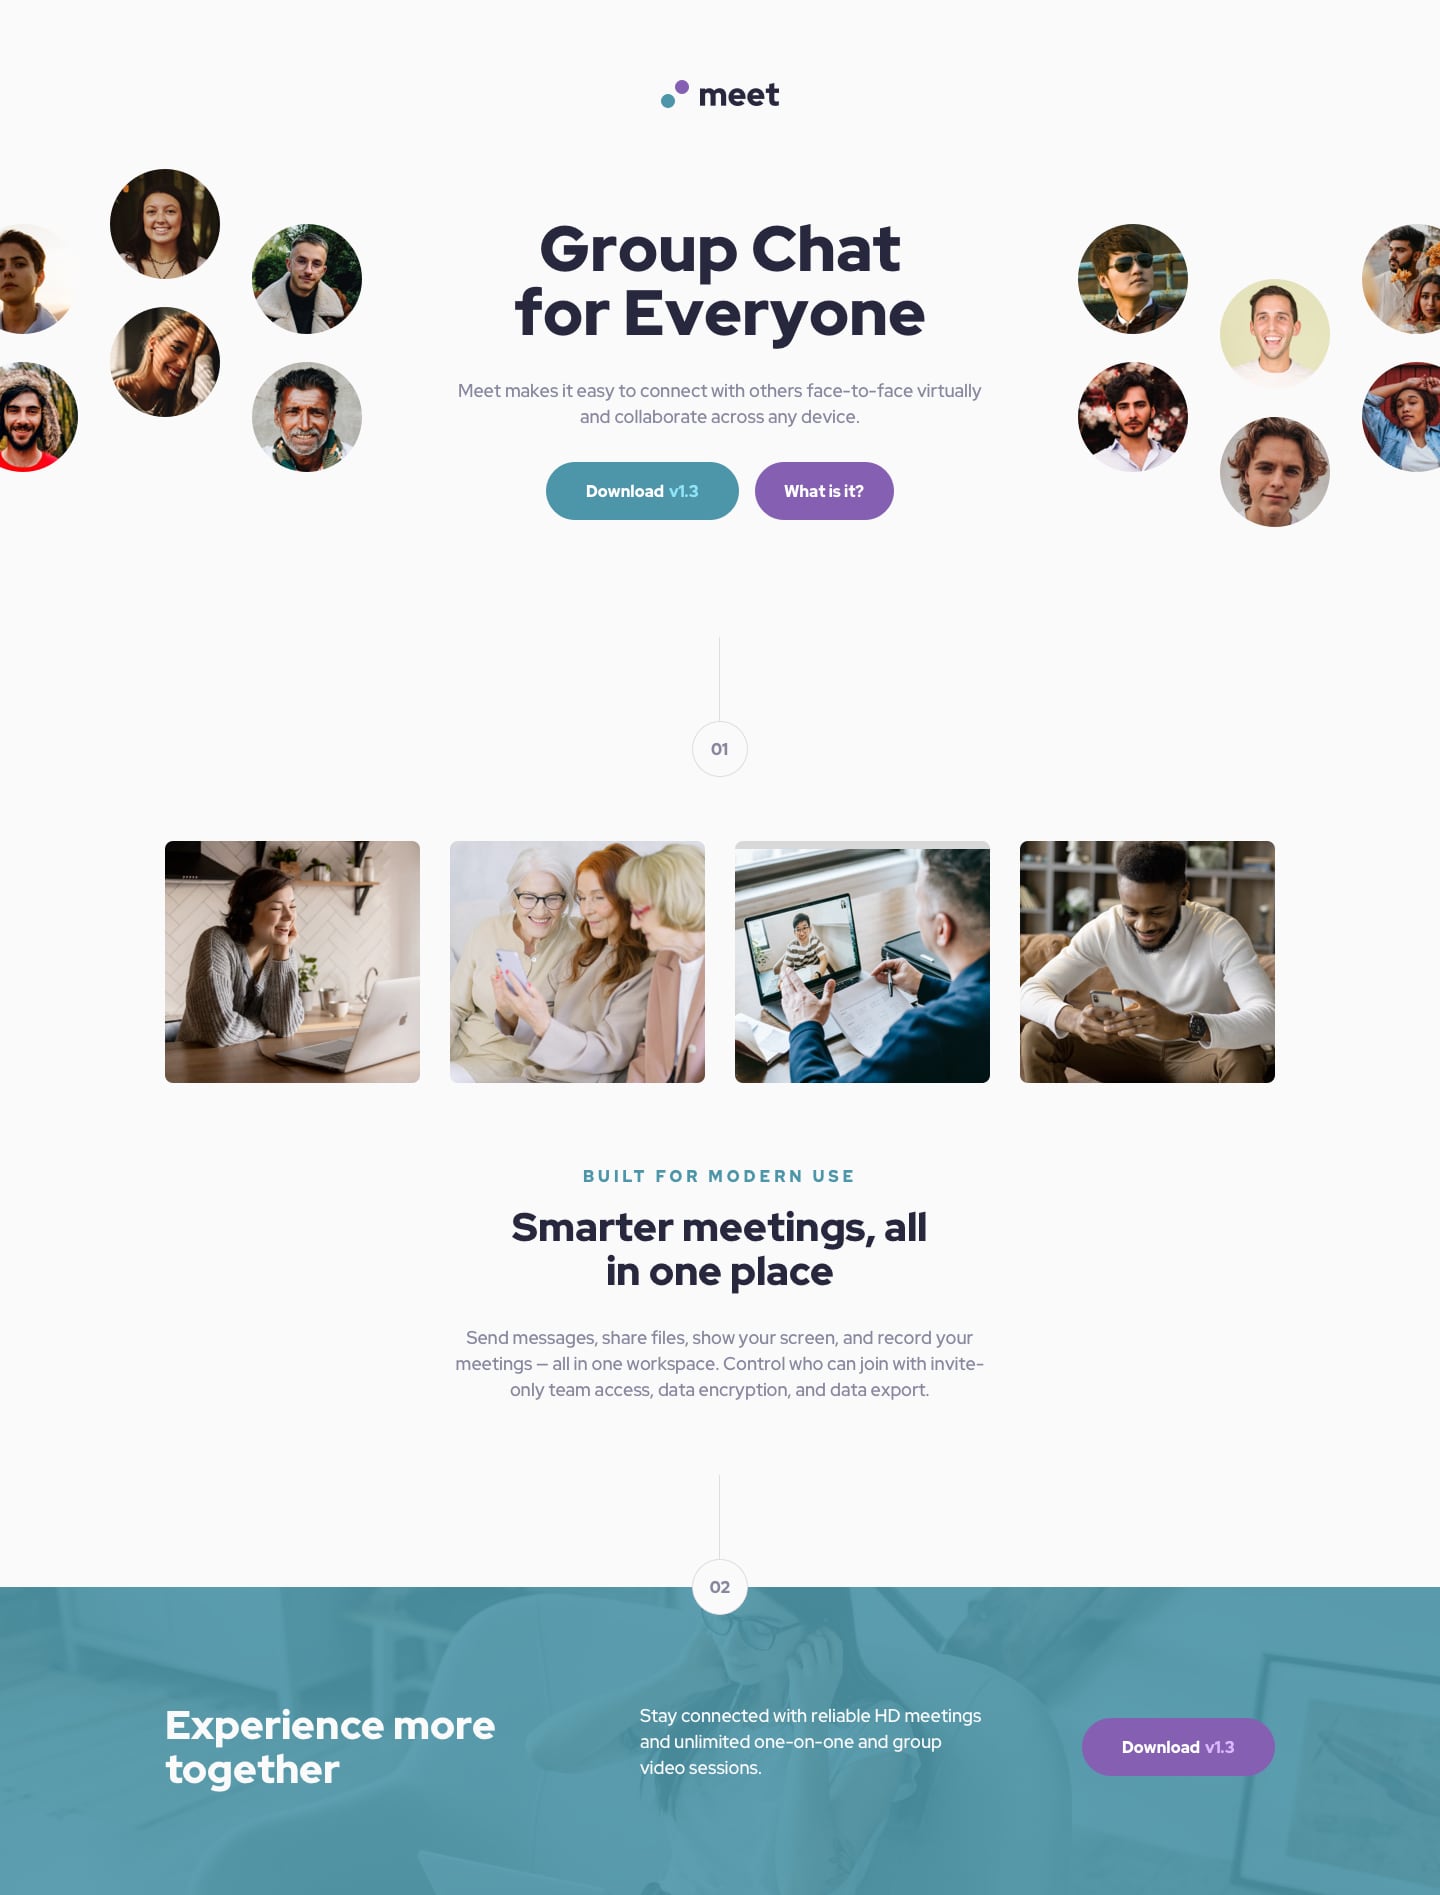 meet
Group Chat
for Everyone
Meet makes it easy to connect with others face-to-face virtually
and collaborate across any device.
Download v1.3
What is it?
01
BUILT FOR MODERN USE
Smarter meetings, all
in one place
Send messages, share files, show your screen, and record your
meetings — all in one workspace. Control who can join with invite-
only team access, data encryption, and data export.
02
Experience more
together
Stay connected with reliable HD meetings
and unlimited one-on-one and group
video sessions.
Download v1.3